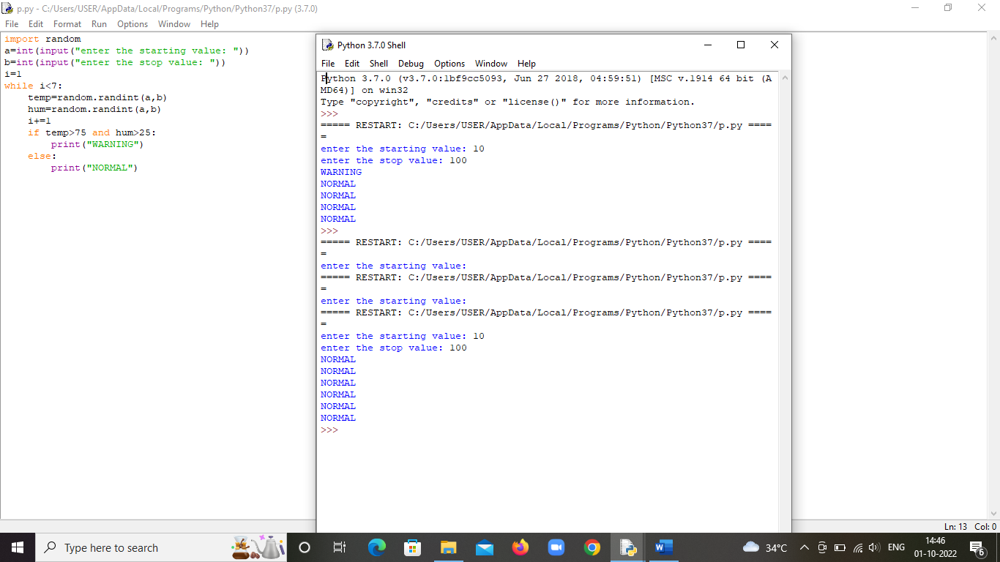 p.py - C:/Users/USER/AppData/Local/Programs/Python/Python37/p.py (3.7.0)
File Edit Format Run Options Window Help
import random
a=int(input("enter the starting value: "))
b=int(input("enter the stop value: "))
i=1
while i<7:
    temp=random.randint(a,b)
    hum=random.randint(a,b)
    i+=1
    if temp>75 and hum>25:
        print("WARNING")
    else:
        print("NORMAL")
Python 3.7.0 Shell
File Edit Shell Debug Options Window Help
Python 3.7.0 (v3.7.0:1bf9cc5093, Jun 27 2018, 04:59:51) [MSC v.1914 64 bit (A
MD64)] on win32
Type "copyright", "credits" or "license()" for more information.
>>>
===== RESTART: C:/Users/USER/AppData/Local/Programs/Python/Python37/p.py ====
=
enter the starting value: 10
enter the stop value: 100
WARNING
NORMAL
NORMAL
NORMAL
NORMAL
>>>
===== RESTART: C:/Users/USER/AppData/Local/Programs/Python/Python37/p.py ====
=
enter the starting value:
===== RESTART: C:/Users/USER/AppData/Local/Programs/Python/Python37/p.py ====
=
enter the starting value:
===== RESTART: C:/Users/USER/AppData/Local/Programs/Python/Python37/p.py ====
=
enter the starting value: 10
enter the stop value: 100
NORMAL
NORMAL
NORMAL
NORMAL
NORMAL
NORMAL
>>>
Ln: 13 Col: 0
Type here to search
34°C
ENG
14:46
01-10-2022
6